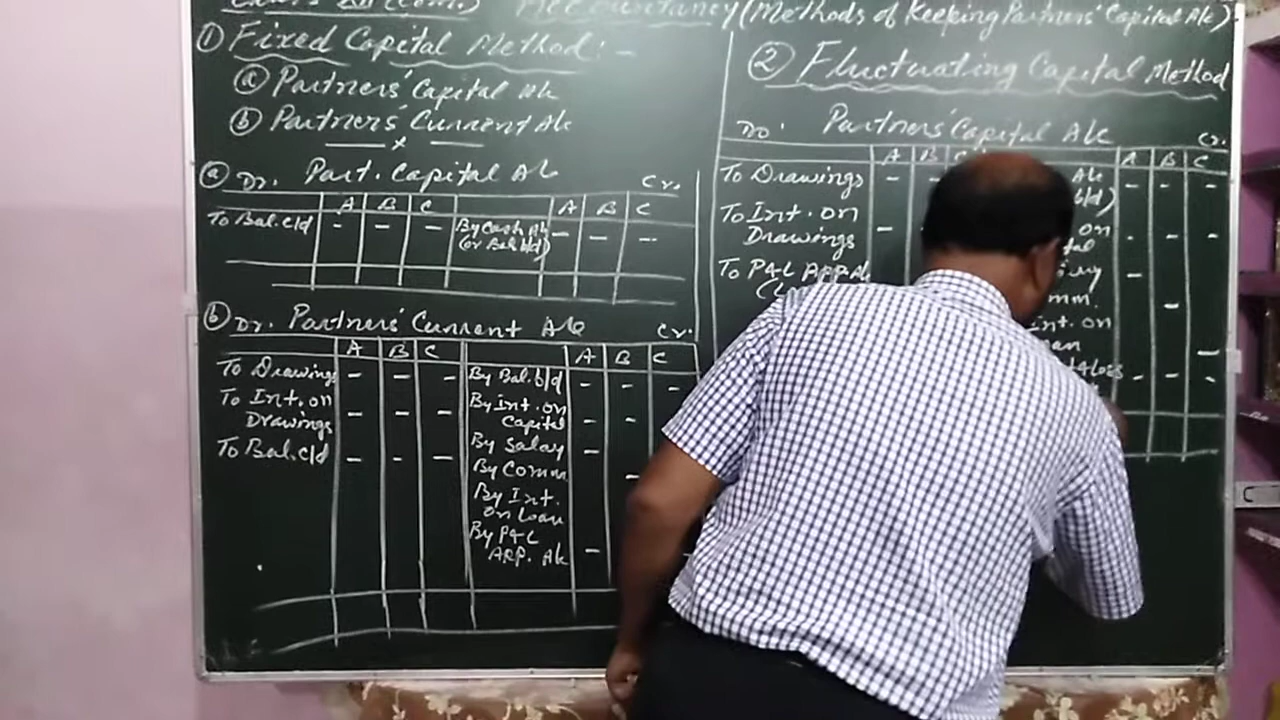 Accountancy (Methods of Keeping Partners' Capital A/c)
① Fixed Capital Method:-
ⓐ Partners' Capital A/c
ⓑ Partners' Current A/c
x
ⓐ Dr. Part. Capital A/c Cr.
A B C A B C
To Bal. c/d - - - By Cash A/c - - -
(or Bal. b/d)
ⓑ Dr. Partners' Current A/c Cr.
A B C A B C
To Drawings - - - By Bal. b/d - - -
To Int. on
Drawings - - - By Int. on
Capital - -
To Bal. c/d - - - By Salary -
By Comm -
By Int.
on Loan
By P&L
APP. A/c -
② Fluctuating Capital Method
Dr. Partners' Capital A/c Cr.
A B C A B C
To Drawings - - A/c - - -
b/d)
To Int. on
Drawings - on - - -
To P&L APP. A/c -
mm. -
Int. on
-
Loss - - -